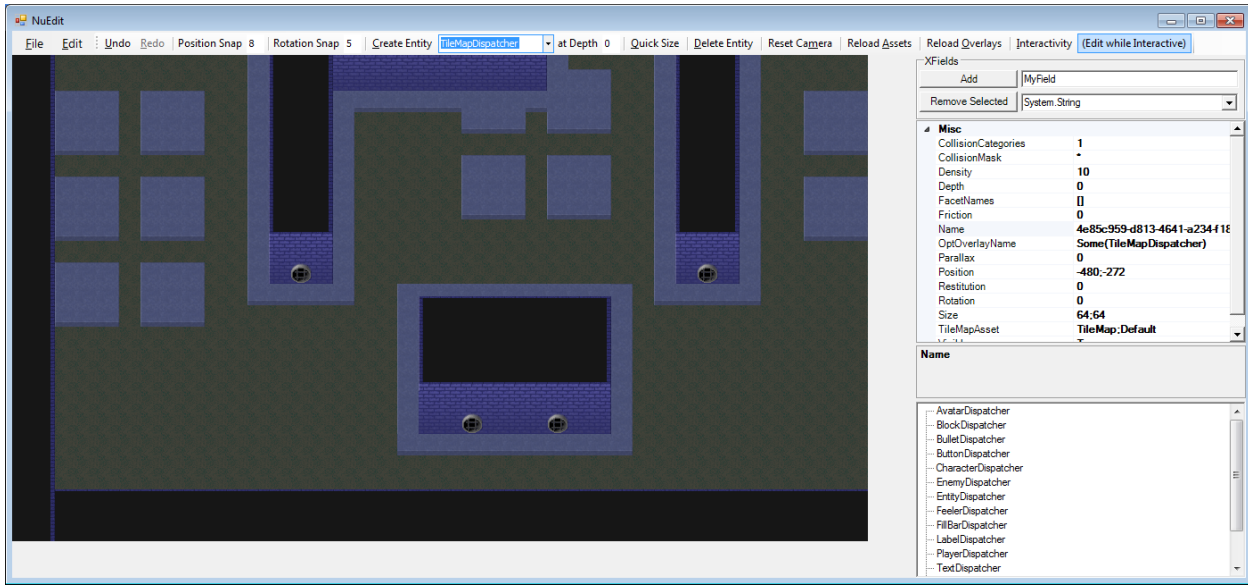 NuEdit
File Edit Undo Redo Position Snap 8 Rotation Snap 5 Create Entity TileMapDispatcher at Depth 0 Quick Size Delete Entity Reset Camera Reload Assets Reload Overlays Interactivity (Edit while Interactive)
XFields
Add MyField
Remove Selected System.String
Misc
CollisionCategories 1
CollisionMask *
Density 10
Depth 0
FacetNames []
Friction 0
Name 4e85c959-d813-4641-a234-f18
OptOverlayName Some(TileMapDispatcher)
Parallax 0
Position -480;-272
Restitution 0
Rotation 0
Size 64;64
TileMapAsset TileMap;Default
Name
AvatarDispatcher
BlockDispatcher
BulletDispatcher
ButtonDispatcher
CharacterDispatcher
EnemyDispatcher
EntityDispatcher
FeelerDispatcher
FillBarDispatcher
LabelDispatcher
PlayerDispatcher
TextDispatcher